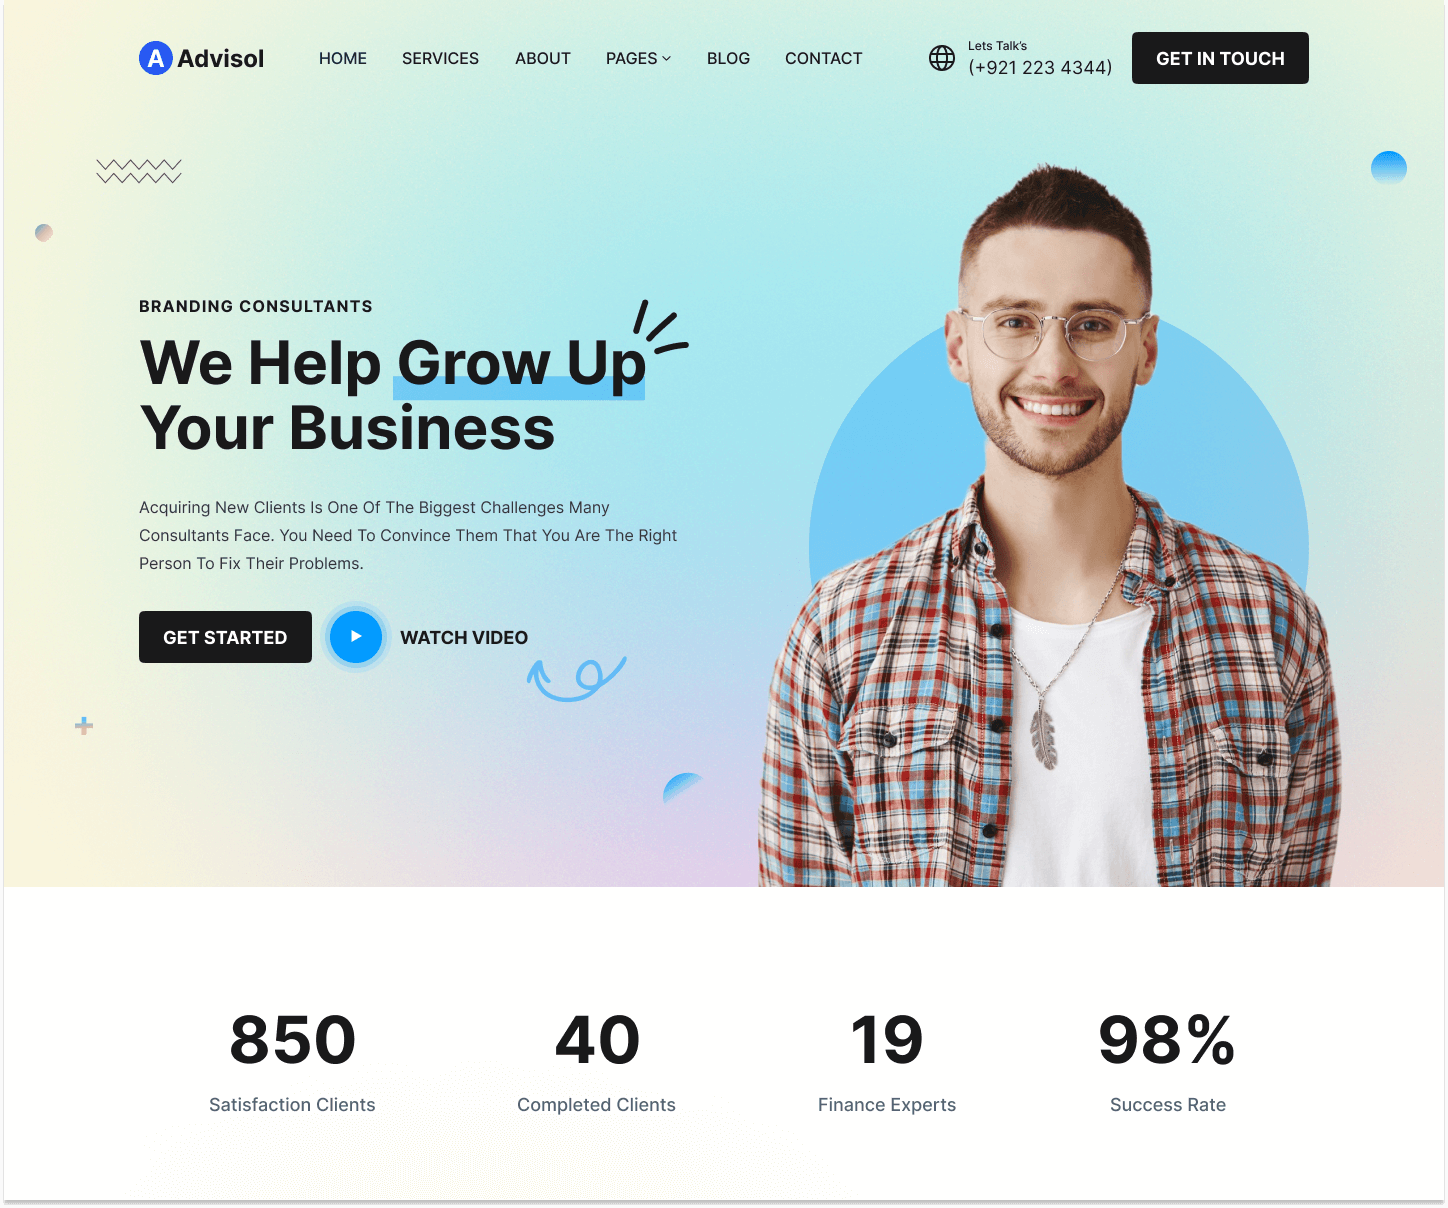 A Advisol
HOME SERVICES ABOUT PAGES BLOG CONTACT
Lets Talk's
(+921 223 4344)
GET IN TOUCH
BRANDING CONSULTANTS
We Help Grow Up
Your Business
Acquiring New Clients Is One Of The Biggest Challenges Many
Consultants Face. You Need To Convince Them That You Are The Right
Person To Fix Their Problems.
GET STARTED
WATCH VIDEO
850
Satisfaction Clients
40
Completed Clients
19
Finance Experts
98%
Success Rate